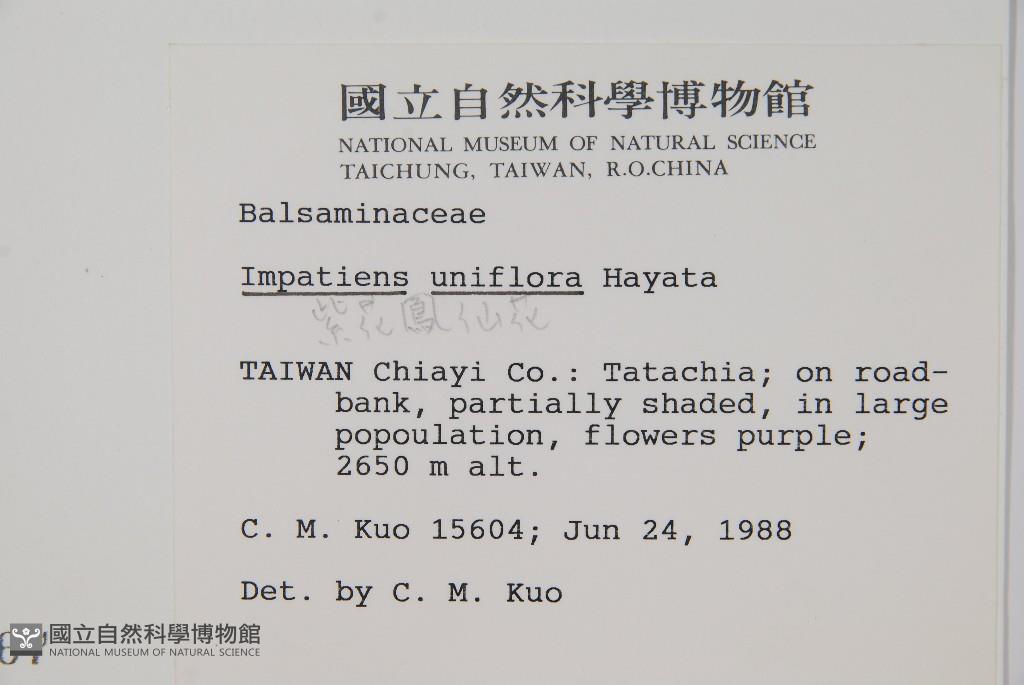 國立自然科學博物館
NATIONAL MUSEUM OF NATURAL SCIENCE
TAICHUNG, TAIWAN, R.O.CHINA
Balsaminaceae
Impatiens uniflora Hayata
紫花鳳仙花
TAIWAN Chiayi Co.: Tatachia; on road-
bank, partially shaded, in large
popoulation, flowers purple;
2650 m alt.
C. M. Kuo 15604; Jun 24, 1988
Det. by C. M. Kuo
國立自然科學博物館
NATIONAL MUSEUM OF NATURAL SCIENCE